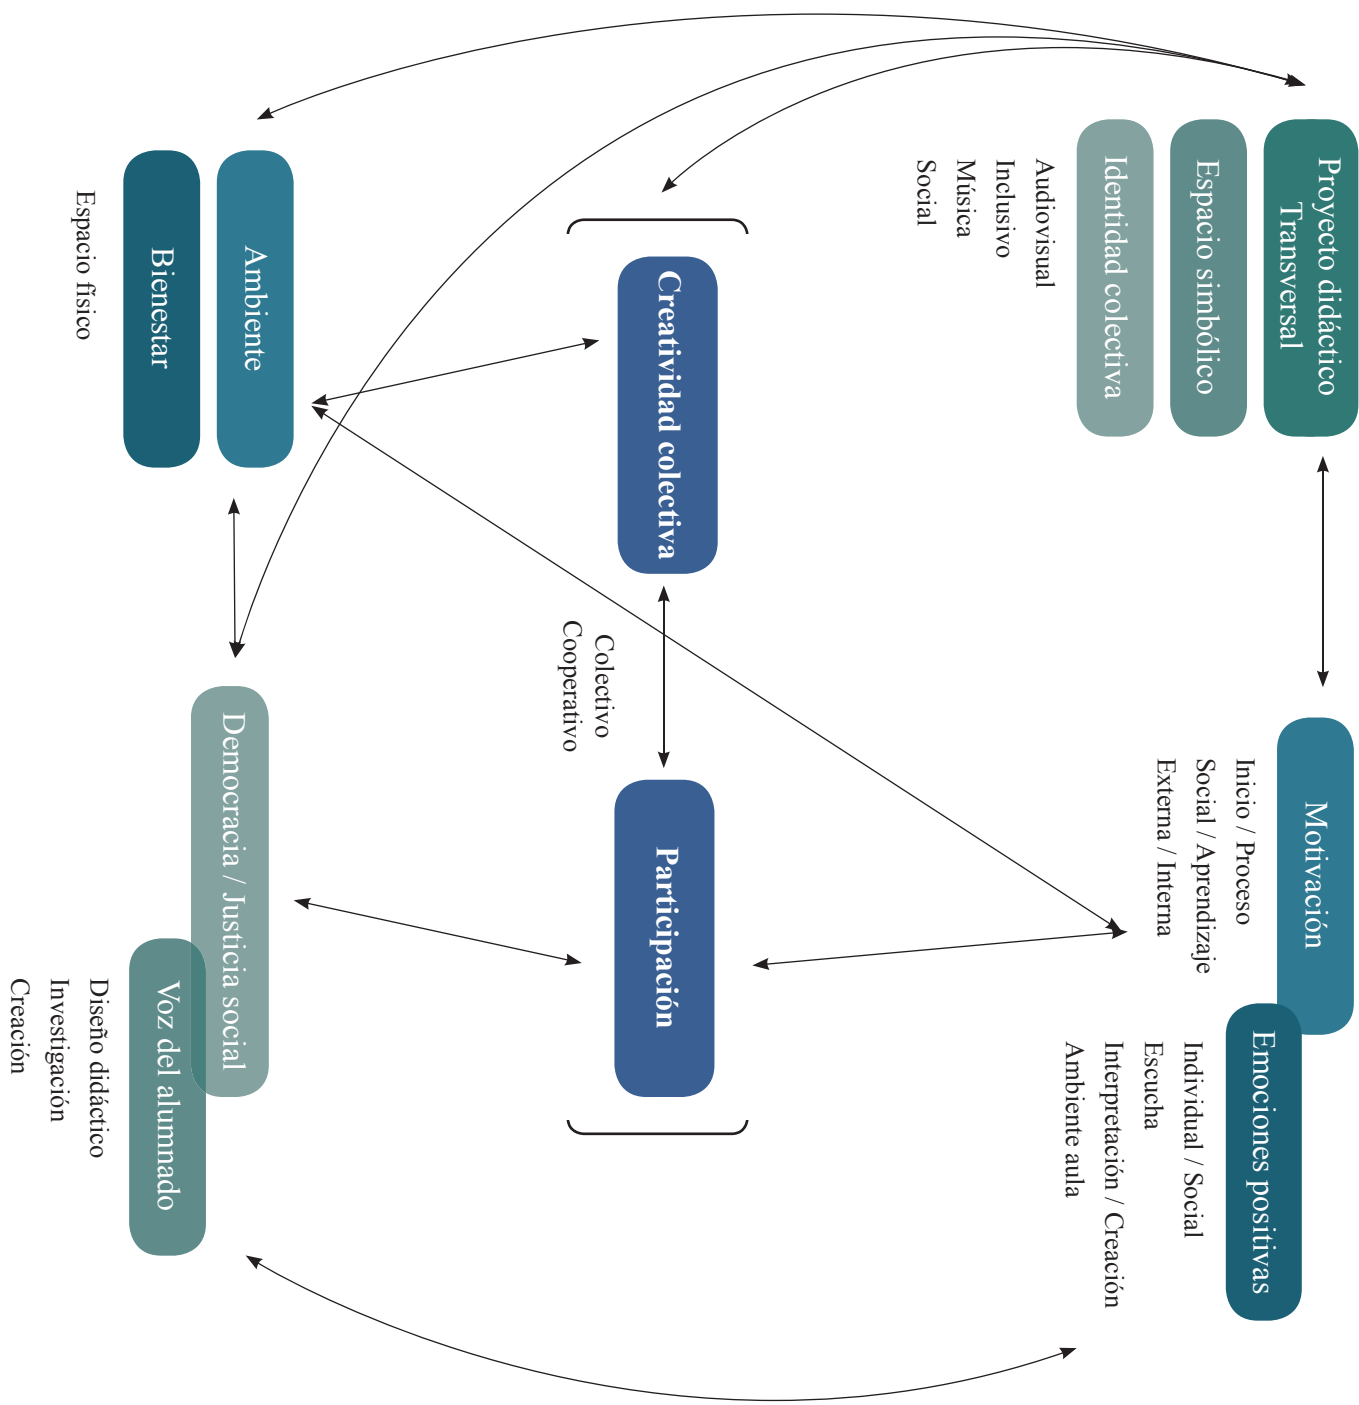 Proyecto didáctico
Transversal
Espacio simbólico
Identidad colectiva
Audiovisual
Inclusivo
Música
Social
Motivación
Inicio / Proceso
Social / Aprendizaje
Externa / Interna
Emociones positivas
Individual / Social
Escucha
Interpretación / Creación
Ambiente aula
Creatividad colectiva
Colectivo
Cooperativo
Participación
Ambiente
Bienestar
Espacio físico
Democracia / Justicia social
Voz del alumnado
Diseño didáctico
Investigación
Creación